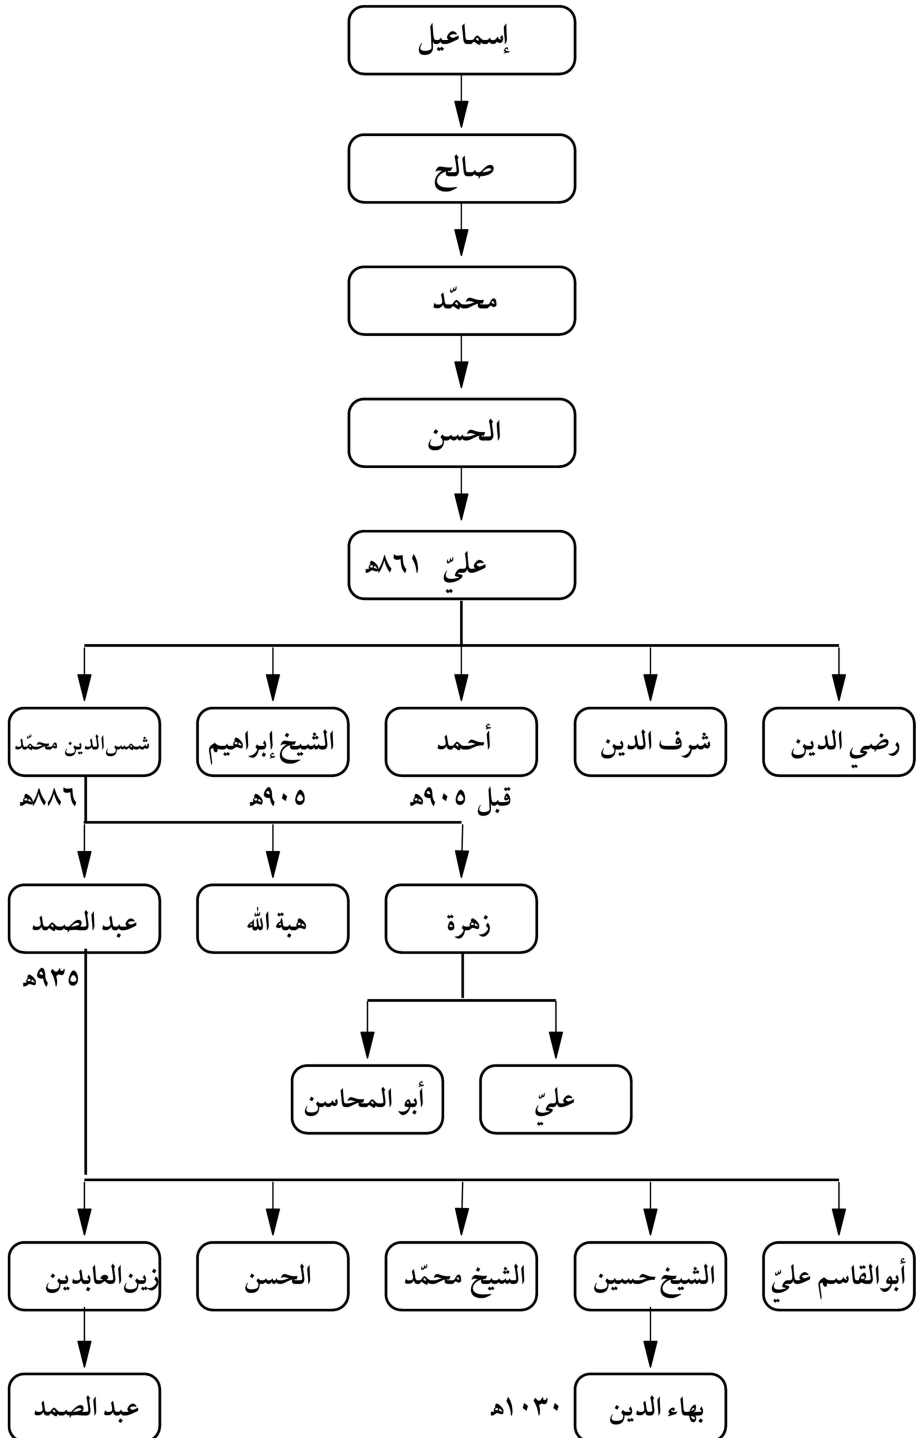 إسماعيل
صالح
محمّد
الحسن
عليّ ٨٦١هـ
رضي الدين
شرف الدين
أحمد
الشيخ إبراهيم
شمس الدين محمّد
قبل ٩٠٥هـ
٩٠٥هـ
٨٨٦هـ
زهرة
هبة الله
عبد الصمد
٩٣٥هـ
عليّ
أبو المحاسن
أبو القاسم عليّ
الشيخ حسين
الشيخ محمّد
الحسن
زين العابدين
بهاء الدين
١٠٣٠هـ
عبد الصمد